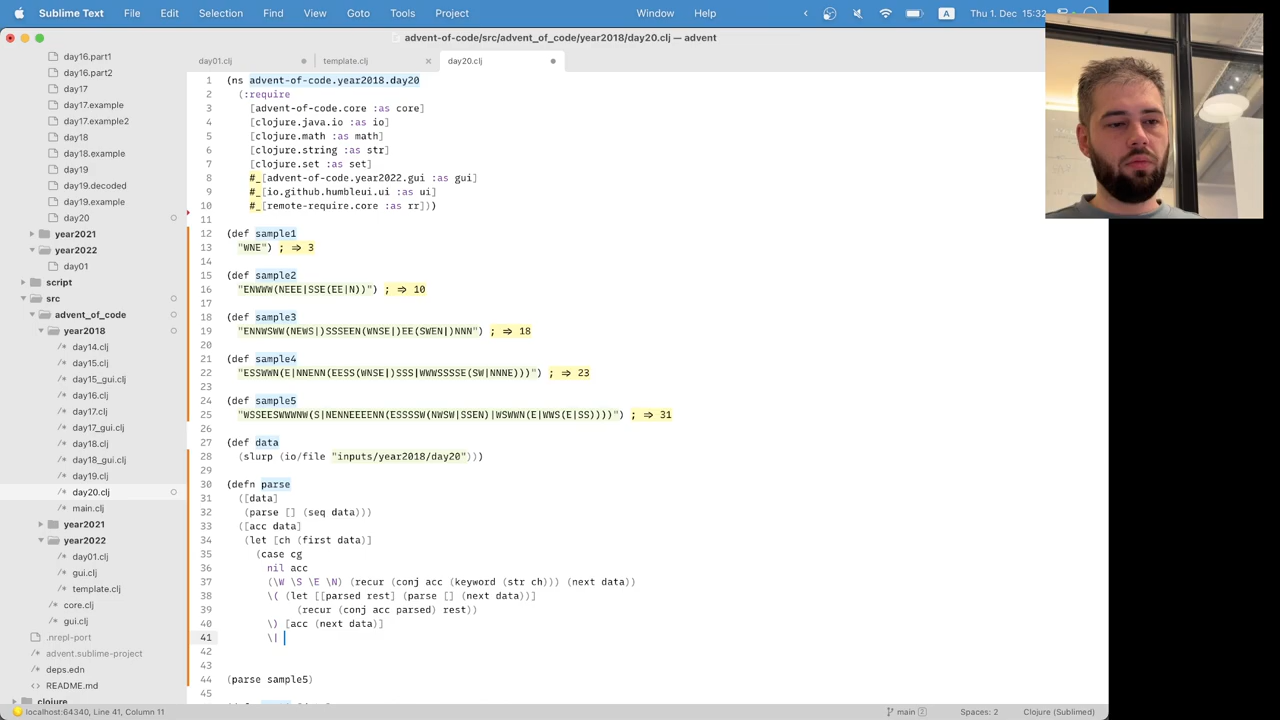 Sublime Text File Edit Selection Find View Goto Tools Project Window Help A Thu 1. Dec 15:32
advent-of-code/src/advent_of_code/year2018/day20.clj — advent
day01.clj template.clj day20.clj
day16.part1
day16.part2
day17
day17.example
day17.example2
day18
day18.example
day19
day19.decoded
day19.example
day20
year2021
year2022
day01
script
src
advent_of_code
year2018
day14.clj
day15.clj
day15_gui.clj
day16.clj
day17.clj
day17_gui.clj
day18.clj
day18_gui.clj
day19.clj
day20.clj
main.clj
year2021
year2022
day01.clj
gui.clj
template.clj
core.clj
gui.clj
.nrepl-port
advent.sublime-project
deps.edn
README.md
clojure
1 (ns advent-of-code.year2018.day20
2 (:require
3 [advent-of-code.core :as core]
4 [clojure.java.io :as io]
5 [clojure.math :as math]
6 [clojure.string :as str]
7 [clojure.set :as set]
8 #_[advent-of-code.year2022.gui :as gui]
9 #_[io.github.humbleui.ui :as ui]
10 #_[remote-require.core :as rr]))
11
12 (def sample1
13 "WNE") ; => 3
14
15 (def sample2
16 "ENWWW(NEEE|SSE(EE|N))") ; => 10
17
18 (def sample3
19 "ENNWSWW(NEWS|)SSSEEN(WNSE|)EE(SWEN|)NNN") ; => 18
20
21 (def sample4
22 "ESSWWN(E|NNENN(EESS(WNSE|)SSS|WWWSSSSE(SW|NNNE)))") ; => 23
23
24 (def sample5
25 "WSSEESWWWNW(S|NENNEEEENN(ESSSSW(NWSW|SSEN)|WSWWN(E|WWS(E|SS))))") ; => 31
26
27 (def data
28 (slurp (io/file "inputs/year2018/day20")))
29
30 (defn parse
31 ([data]
32 (parse [] (seq data)))
33 ([acc data]
34 (let [ch (first data)]
35 (case cg
36 nil acc
37 (\W \S \E \N) (recur (conj acc (keyword (str ch))) (next data))
38 \( (let [[parsed rest] (parse [] (next data))]
39 (recur (conj acc parsed) rest))
40 \) [acc (next data)]
41 \|
42
43
44 (parse sample5)
45
localhost:64340, Line 41, Column 11 main 2 Spaces: 2 Clojure (Sublimed)